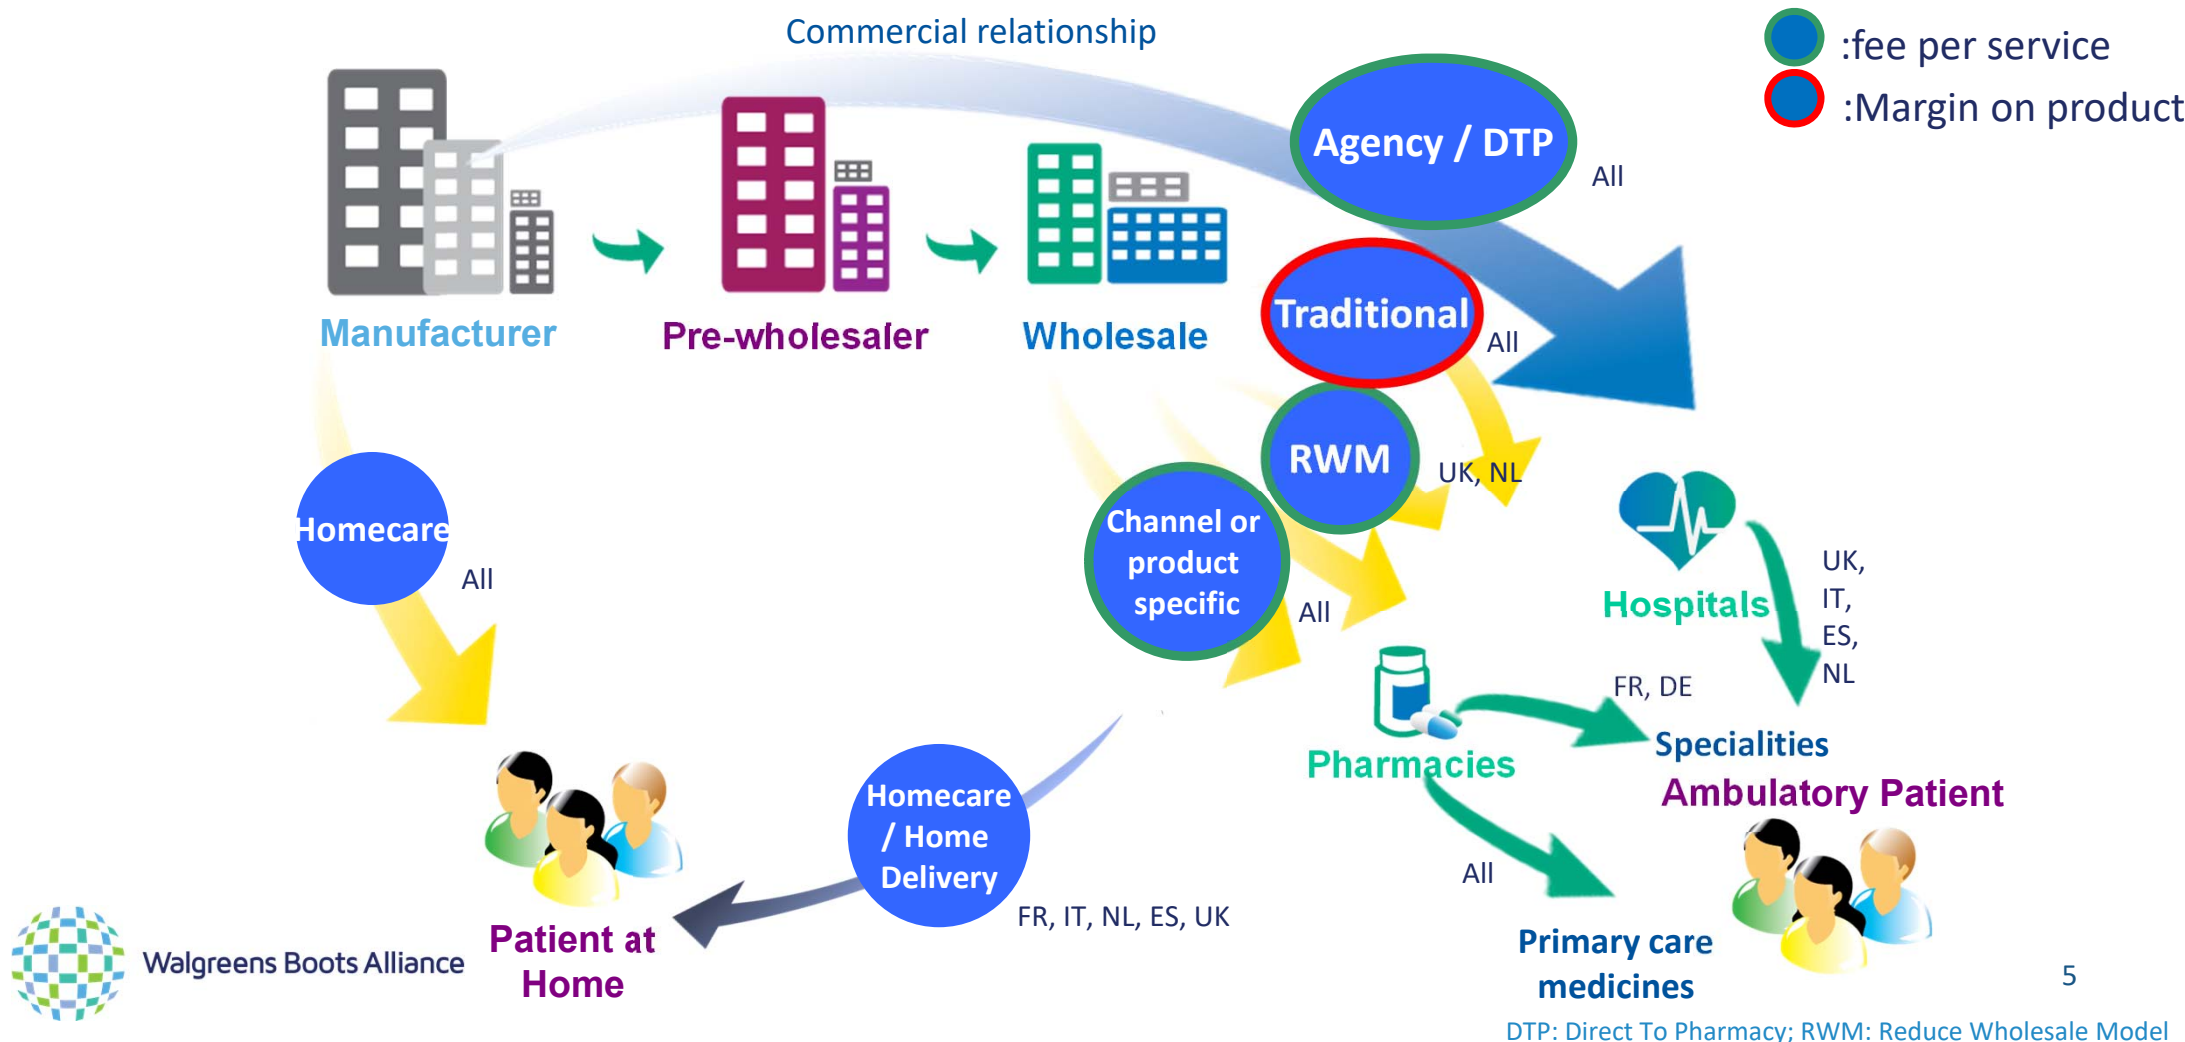 Commercial relationship
:fee per service
:Margin on product
Agency / DTP
All
Manufacturer
Pre-wholesaler
Wholesale
Traditional
All
RWM
UK, NL
Channel or
product
specific
All
Homecare
All
Hospitals
UK,
IT,
ES,
NL
FR, DE
Pharmacies
Specialities
Ambulatory Patient
All
Homecare
/ Home
Delivery
FR, IT, NL, ES, UK
Patient at
Home
Primary care
medicines
Walgreens Boots Alliance
5
DTP: Direct To Pharmacy; RWM: Reduce Wholesale Model